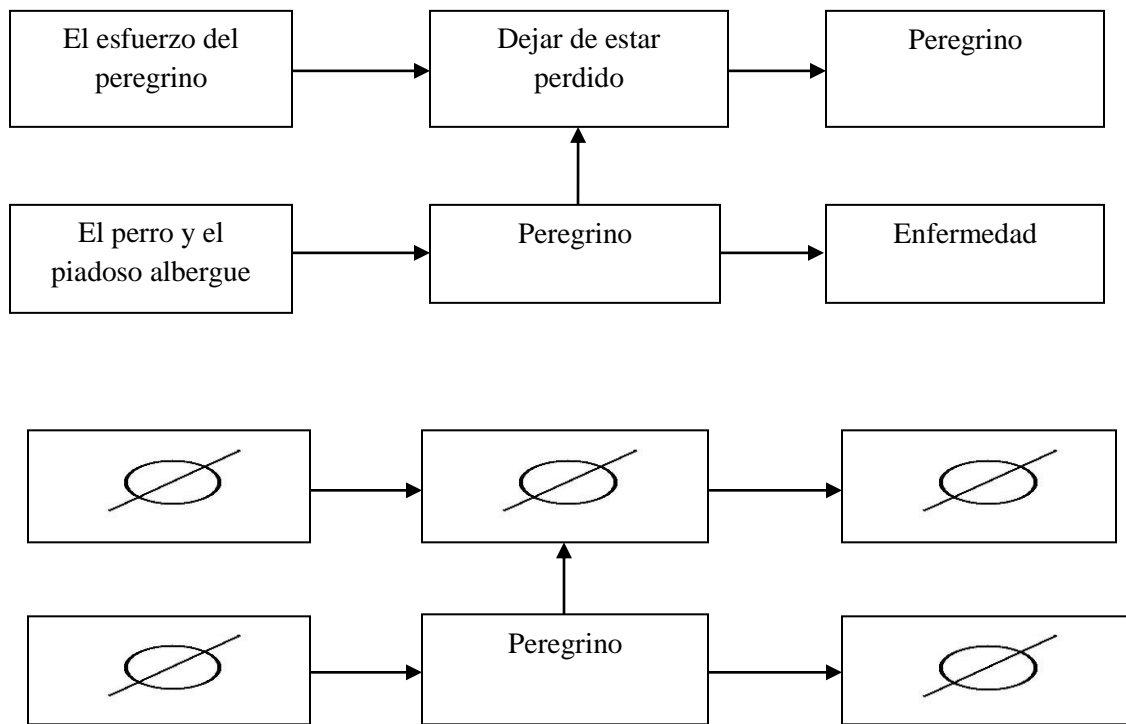 El esfuerzo del
peregrino
Dejar de estar
perdido
Peregrino
El perro y el
piadoso albergue
Peregrino
Enfermedad
Peregrino